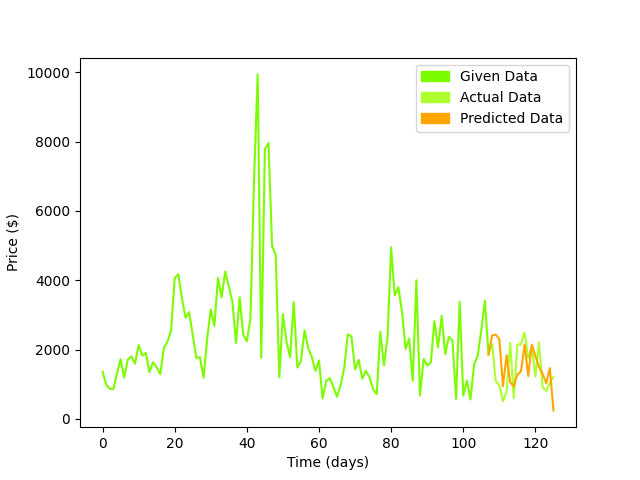 Given Data
Actual Data
Predicted Data
10000
8000
6000
4000
2000
0
Price ($)
0 20 40 60 80 100 120
Time (days)